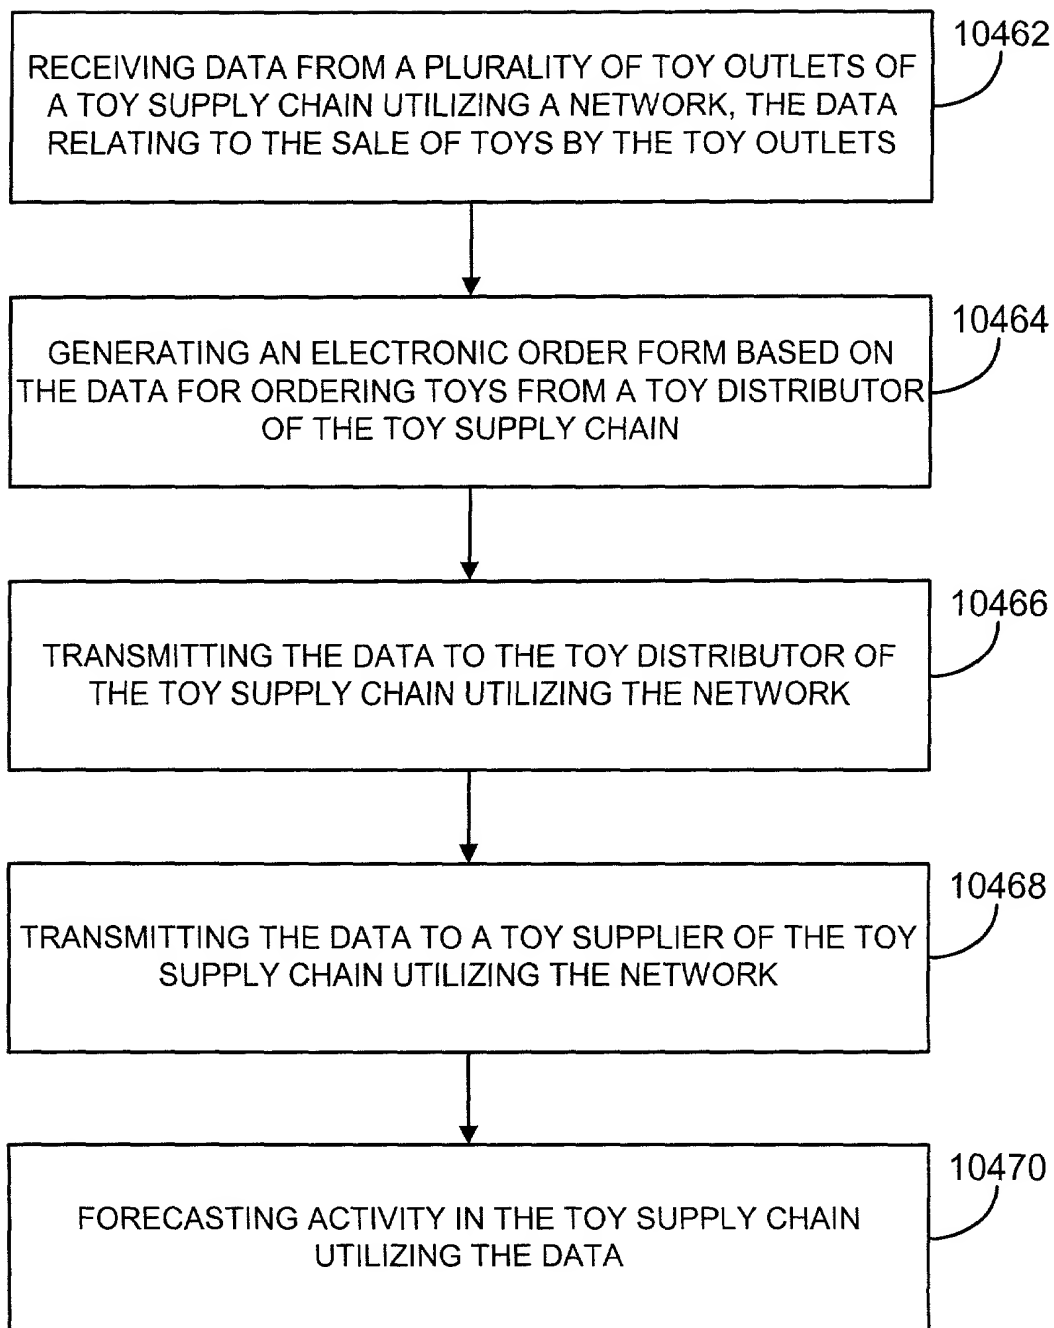 10462
RECEIVING DATA FROM A PLURALITY OF TOY OUTLETS OF
A TOY SUPPLY CHAIN UTILIZING A NETWORK, THE DATA
RELATING TO THE SALE OF TOYS BY THE TOY OUTLETS
10464
GENERATING AN ELECTRONIC ORDER FORM BASED ON
THE DATA FOR ORDERING TOYS FROM A TOY DISTRIBUTOR
OF THE TOY SUPPLY CHAIN
10466
TRANSMITTING THE DATA TO THE TOY DISTRIBUTOR OF
THE TOY SUPPLY CHAIN UTILIZING THE NETWORK
10468
TRANSMITTING THE DATA TO A TOY SUPPLIER OF THE TOY
SUPPLY CHAIN UTILIZING THE NETWORK
10470
FORECASTING ACTIVITY IN THE TOY SUPPLY CHAIN
UTILIZING THE DATA